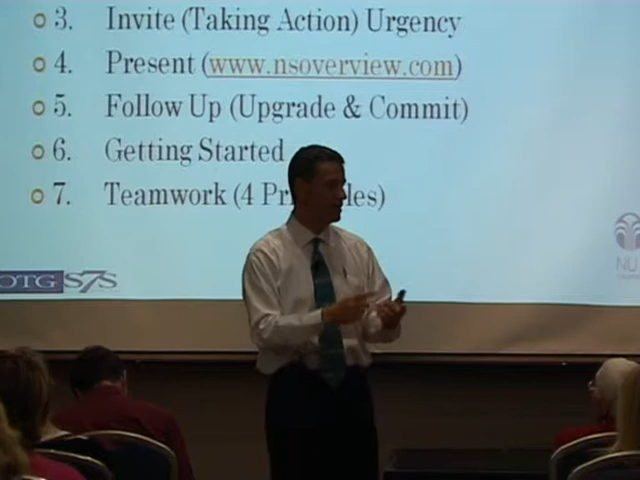 3. Invite (Taking Action) Urgency
4. Present (www.nsoverview.com)
5. Follow Up (Upgrade & Commit)
6. Getting Started
7. Teamwork (4 Pr les)
OTG S7S
NU